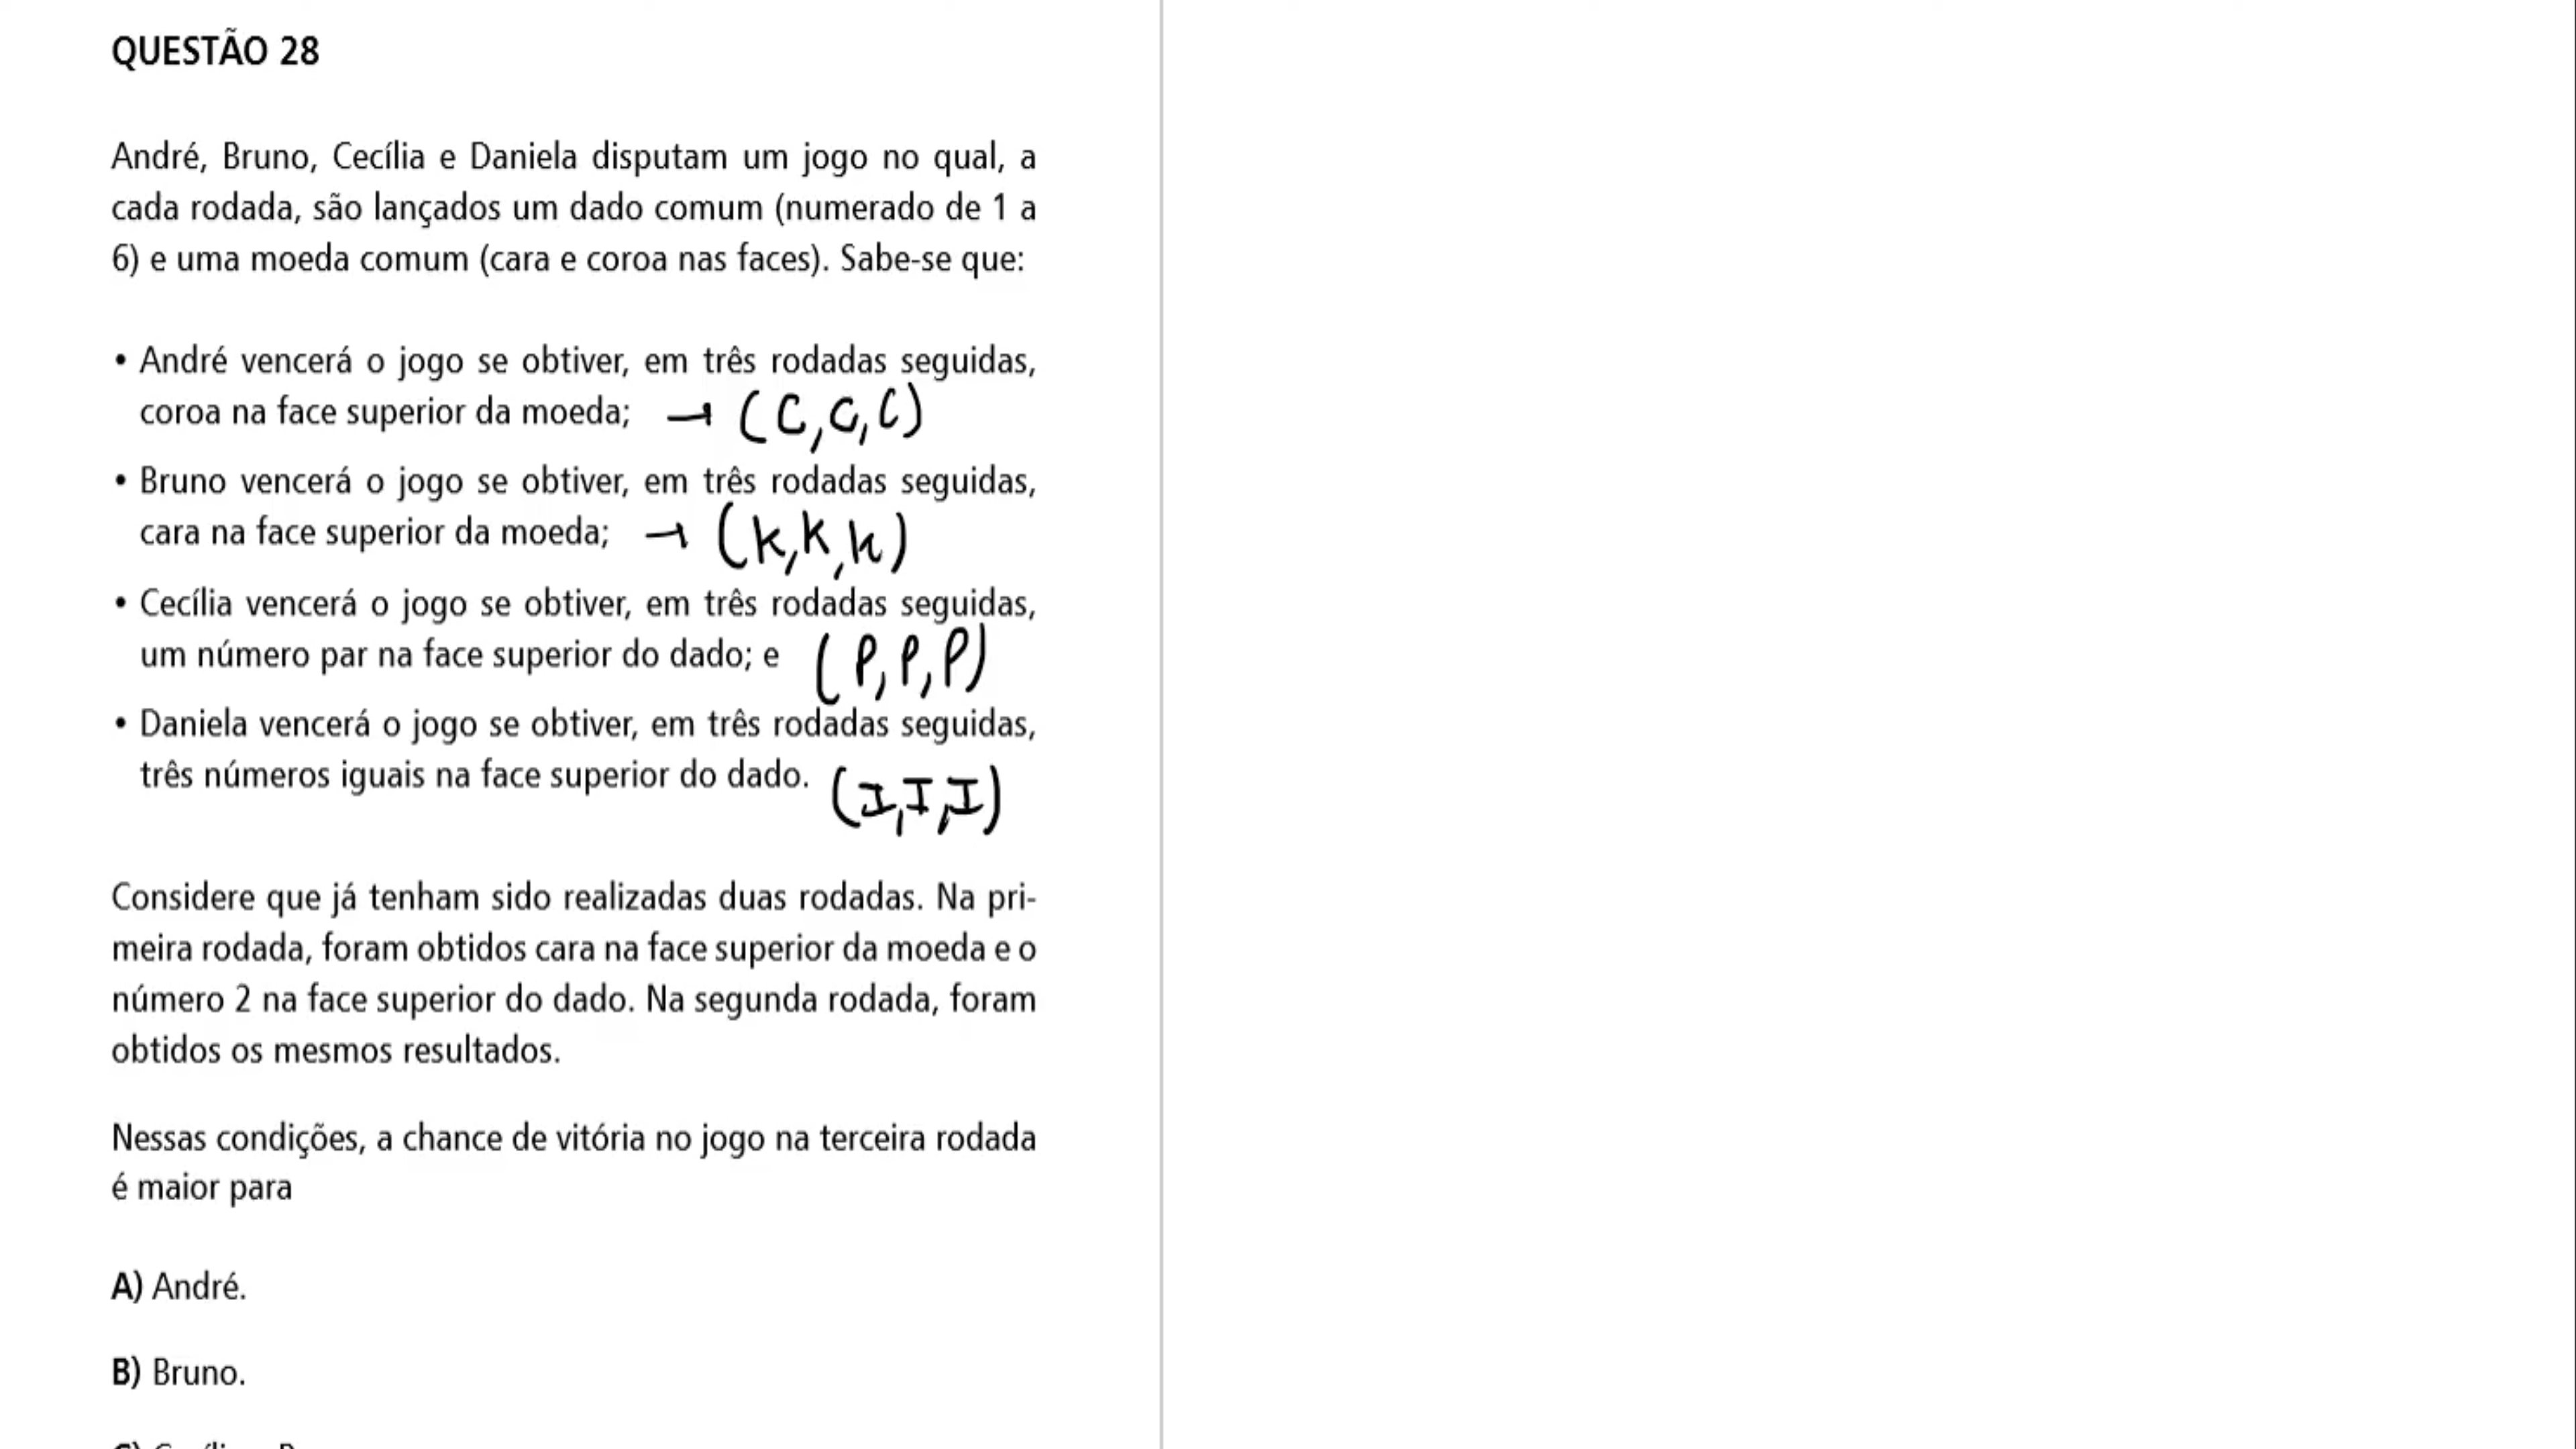 QUESTÃO 28
André, Bruno, Cecília e Daniela disputam um jogo no qual, a
cada rodada, são lançados um dado comum (numerado de 1 a
6) e uma moeda comum (cara e coroa nas faces). Sabe-se que:
• André vencerá o jogo se obtiver, em três rodadas seguidas,
coroa na face superior da moeda; → (C, C, C)
• Bruno vencerá o jogo se obtiver, em três rodadas seguidas,
cara na face superior da moeda; → (K, K, K)
• Cecília vencerá o jogo se obtiver, em três rodadas seguidas,
um número par na face superior do dado; e (P, P, P)
• Daniela vencerá o jogo se obtiver, em três rodadas seguidas,
três números iguais na face superior do dado. (I, I, I)
Considere que já tenham sido realizadas duas rodadas. Na pri-
meira rodada, foram obtidos cara na face superior da moeda e o
número 2 na face superior do dado. Na segunda rodada, foram
obtidos os mesmos resultados.
Nessas condições, a chance de vitória no jogo na terceira rodada
é maior para
A) André.
B) Bruno.